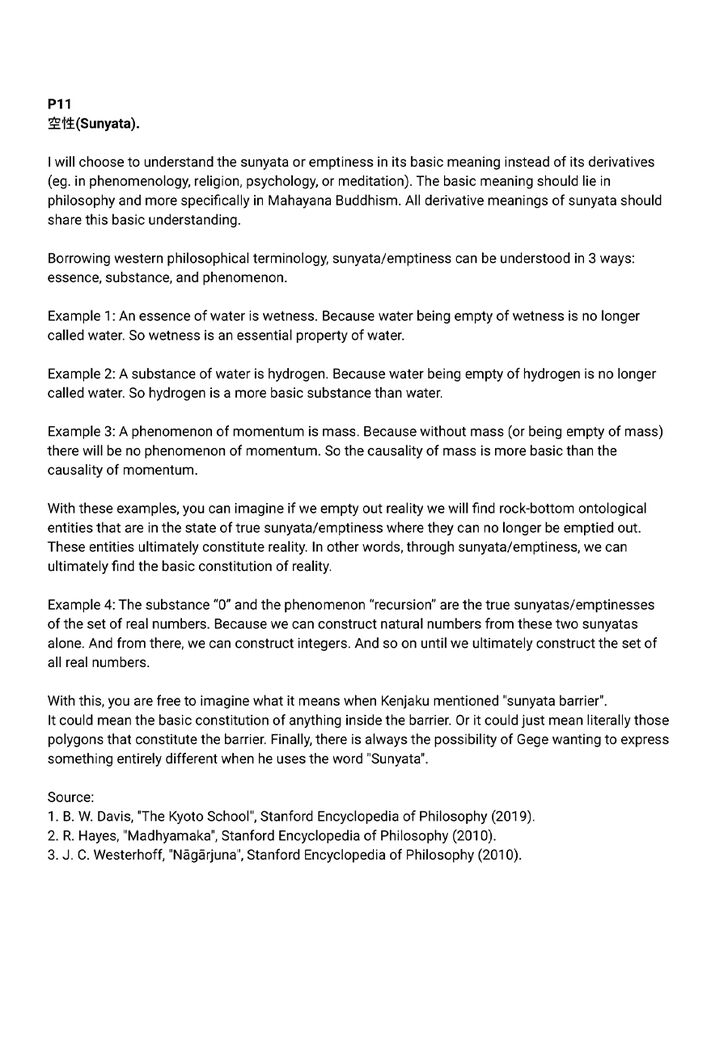 P11
空性(Sunyata).
I will choose to understand the sunyata or emptiness in its basic meaning instead of its derivatives
(eg. in phenomenology, religion, psychology, or meditation). The basic meaning should lie in
philosophy and more specifically in Mahayana Buddhism. All derivative meanings of sunyata should
share this basic understanding.
Borrowing western philosophical terminology, sunyata/emptiness can be understood in 3 ways:
essence, substance, and phenomenon.
Example 1: An essence of water is wetness. Because water being empty of wetness is no longer
called water. So wetness is an essential property of water.
Example 2: A substance of water is hydrogen. Because water being empty of hydrogen is no longer
called water. So hydrogen is a more basic substance than water.
Example 3: A phenomenon of momentum is mass. Because without mass (or being empty of mass)
there will be no phenomenon of momentum. So the causality of mass is more basic than the
causality of momentum.
With these examples, you can imagine if we empty out reality we will find rock-bottom ontological
entities that are in the state of true sunyata/emptiness where they can no longer be emptied out.
These entities ultimately constitute reality. In other words, through sunyata/emptiness, we can
ultimately find the basic constitution of reality.
Example 4: The substance “0” and the phenomenon “recursion” are the true sunyatas/emptinesses
of the set of real numbers. Because we can construct natural numbers from these two sunyatas
alone. And from there, we can construct integers. And so on until we ultimately construct the set of
all real numbers.
With this, you are free to imagine what it means when Kenjaku mentioned "sunyata barrier".
It could mean the basic constitution of anything inside the barrier. Or it could just mean literally those
polygons that constitute the barrier. Finally, there is always the possibility of Gege wanting to express
something entirely different when he uses the word "Sunyata".
Source:
1. B. W. Davis, "The Kyoto School", Stanford Encyclopedia of Philosophy (2019).
2. R. Hayes, "Madhyamaka", Stanford Encyclopedia of Philosophy (2010).
3. J. C. Westerhoff, "Nāgārjuna", Stanford Encyclopedia of Philosophy (2010).